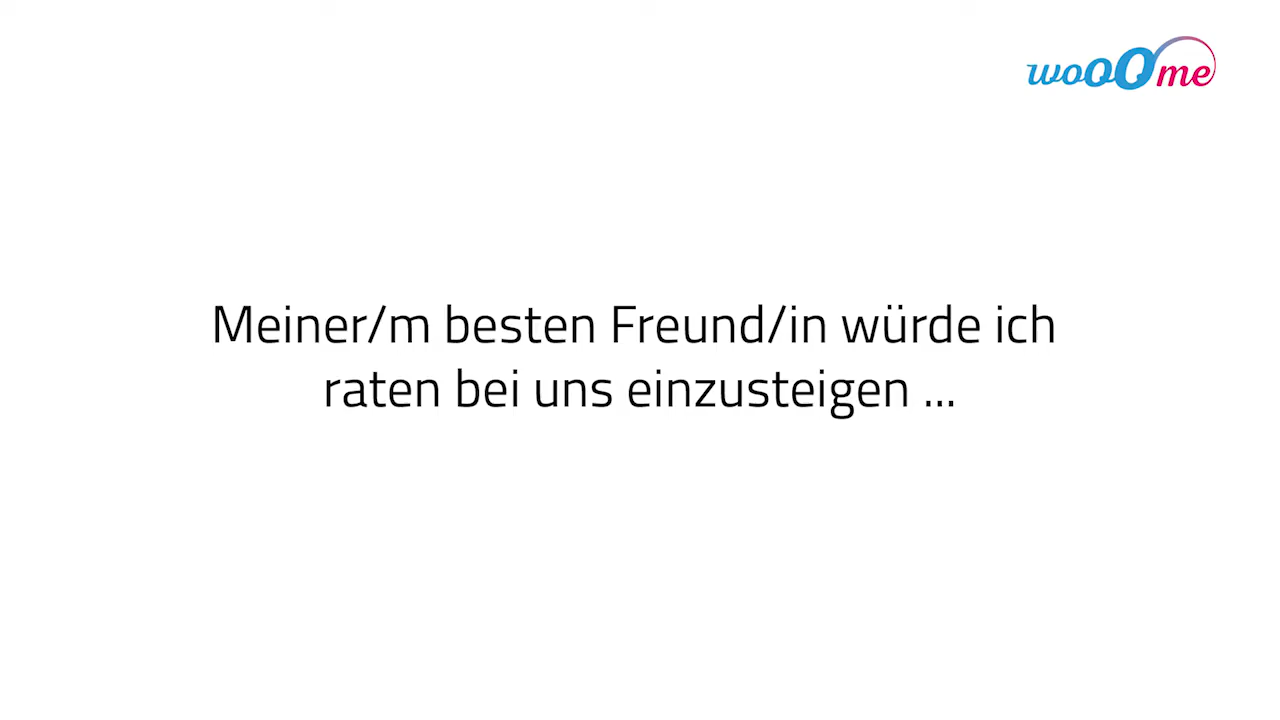 woOOme
Meiner/m besten Freund/in würde ich
raten bei uns einzusteigen ...